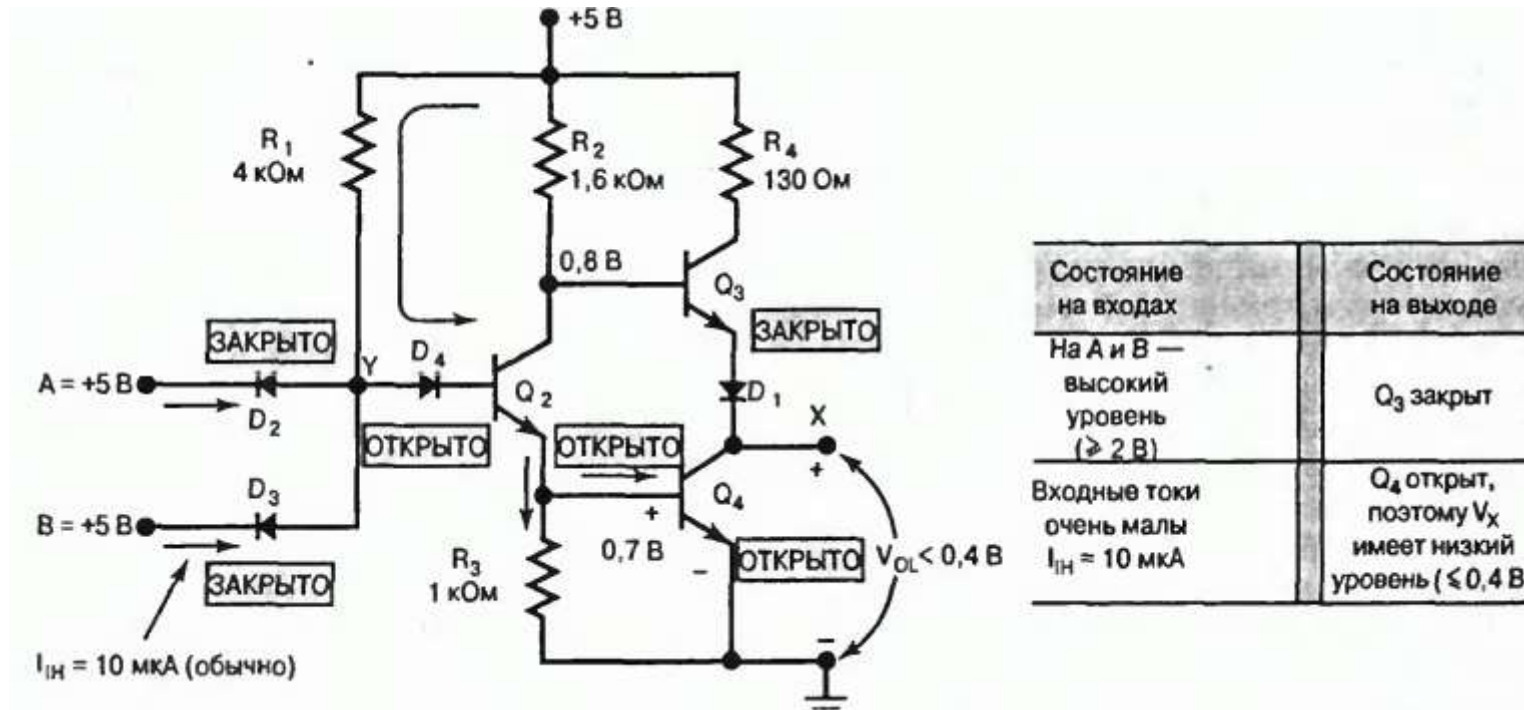 +5 В
R1
4 кОм
R2
1,6 кОм
R4
130 Ом
0,8 В
Q3
ЗАКРЫТО
ЗАКРЫТО
A = +5 В
D2
Y
D4
ОТКРЫТО
Q2
D1
X
+
ОТКРЫТО
Q4
B = +5 В
D3
ЗАКРЫТО
+
0,7 В
–
ОТКРЫТО
R3
1 кОм
VOL < 0,4 В
–
IIH = 10 мкА (обычно)
Состояние
на входах
Состояние
на выходе
На A и B —
высокий
уровень
(⩾ 2 В)
Q3 закрыт
Входные токи
очень малы
IIH = 10 мкА
Q4 открыт,
поэтому VX
имеет низкий
уровень (⩽ 0,4 В